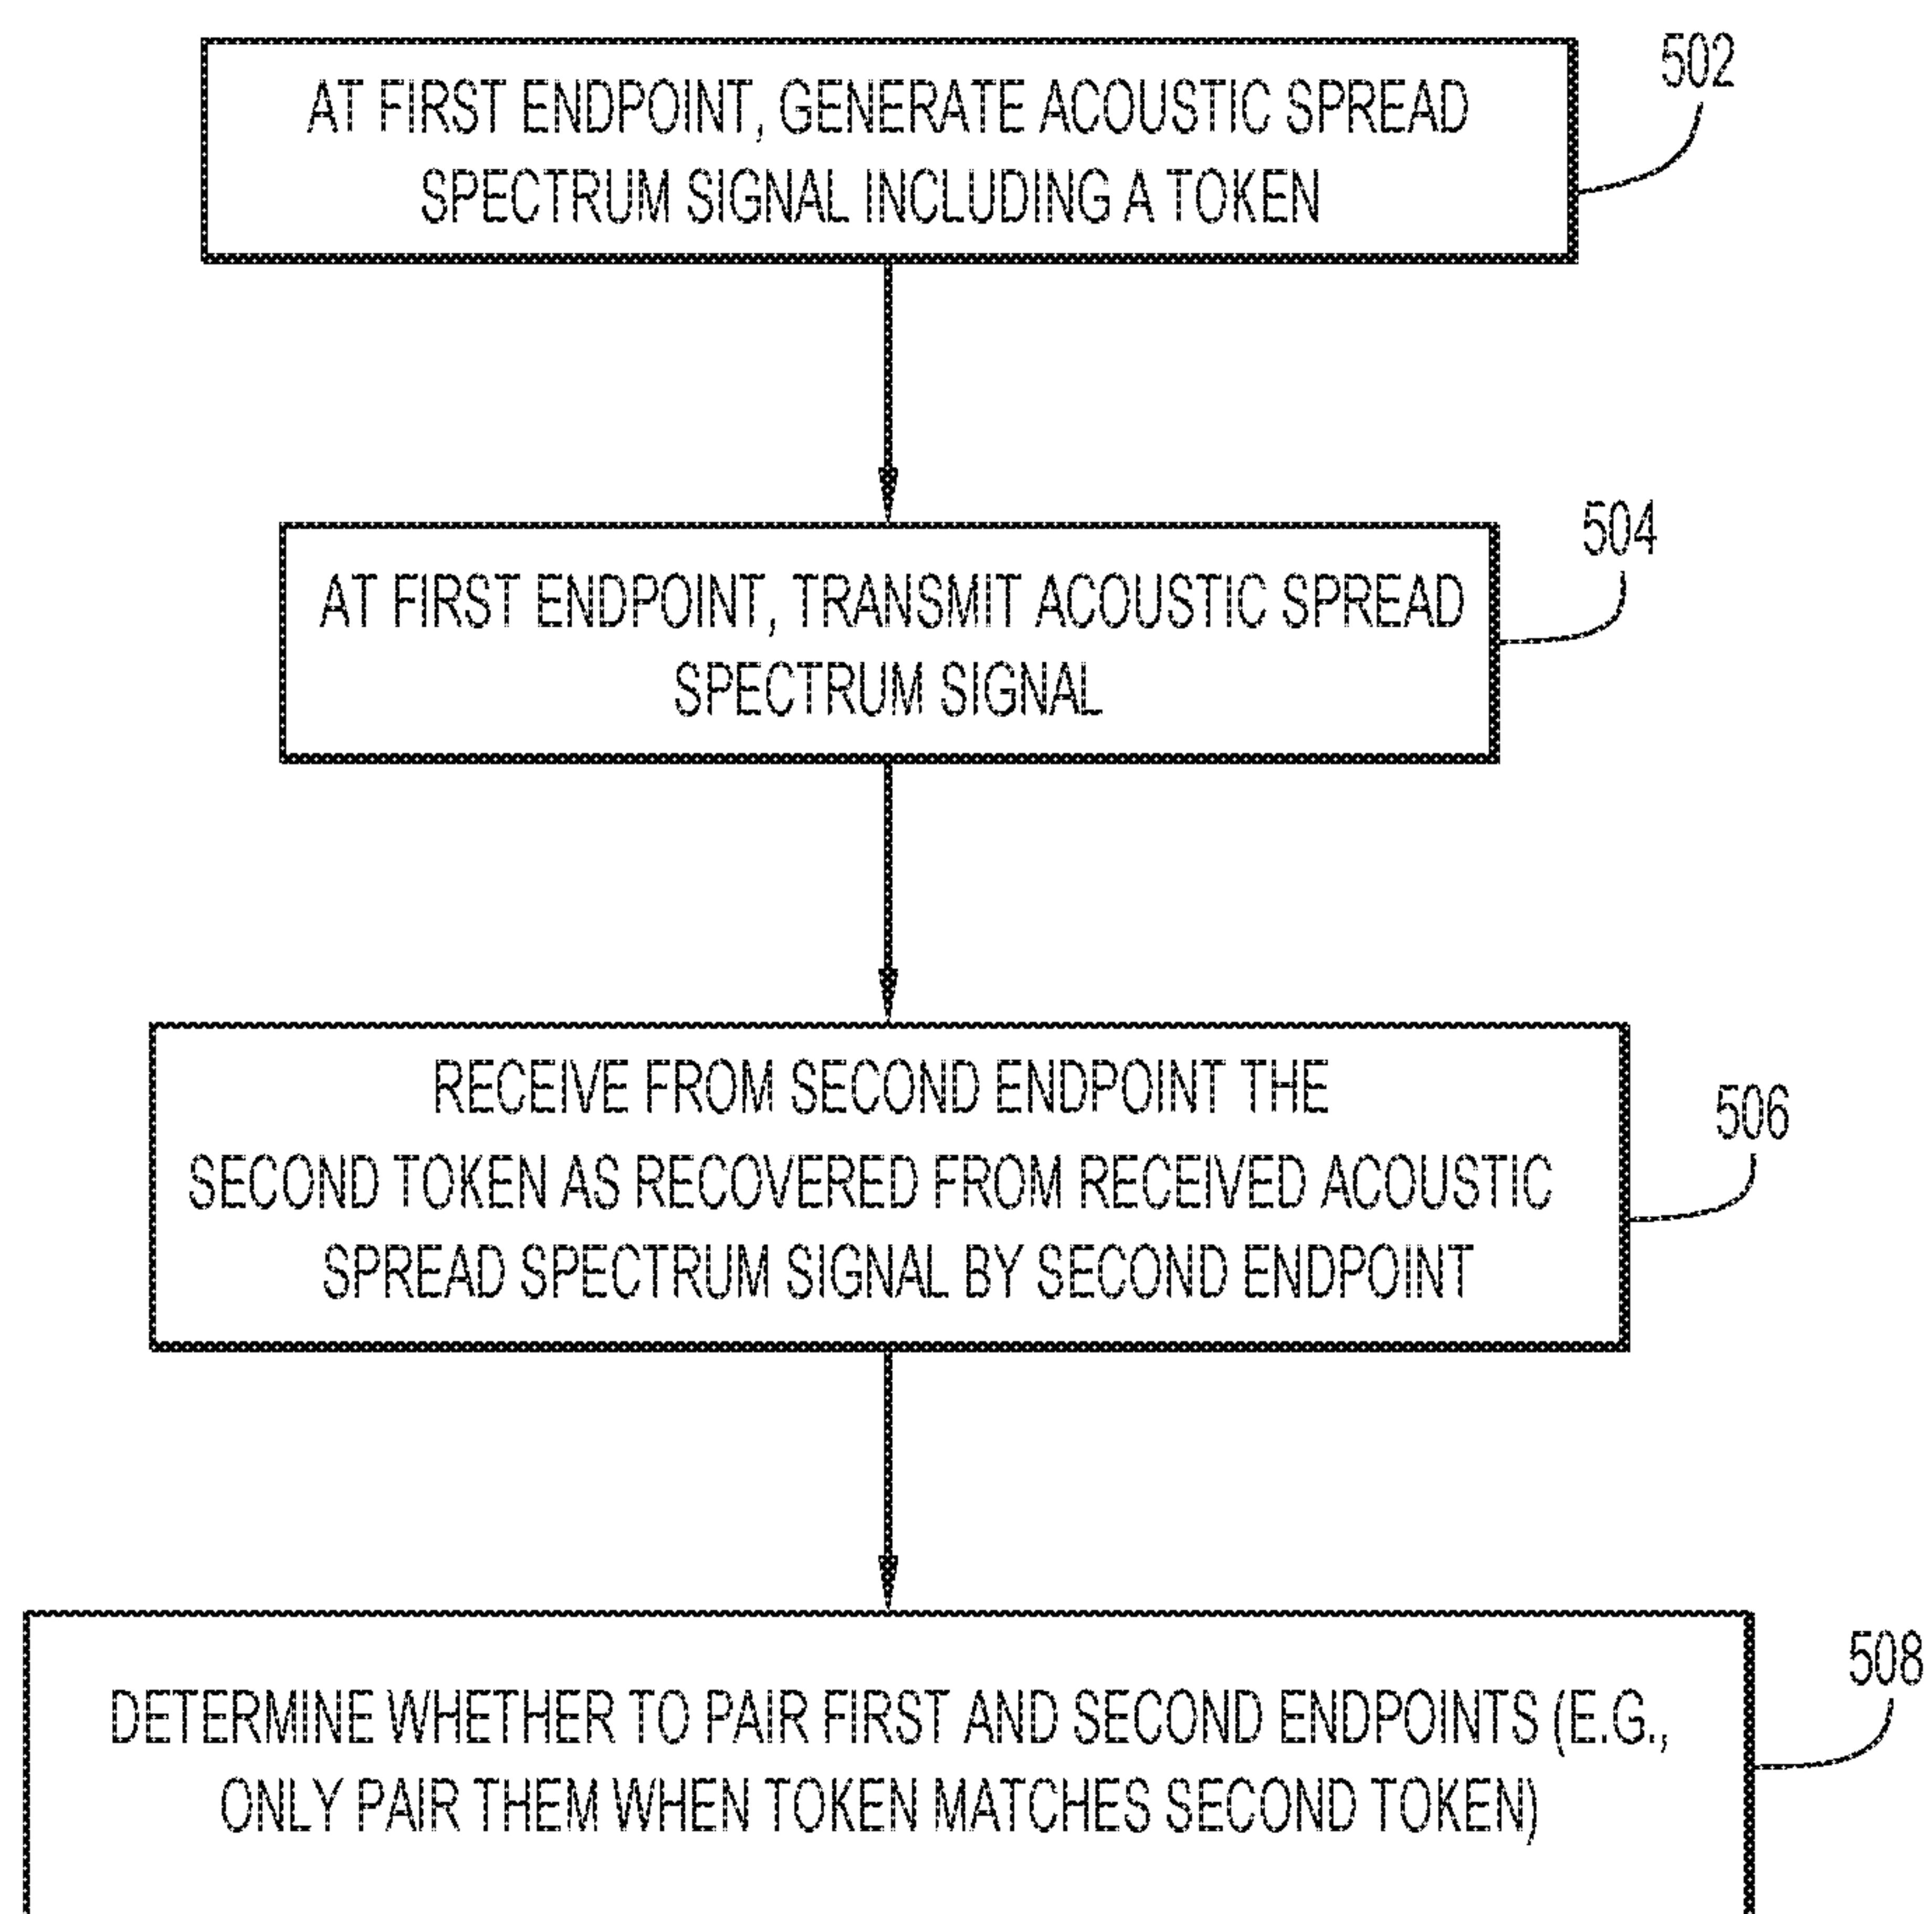 502
AT FIRST ENDPOINT, GENERATE ACOUSTIC SPREAD
SPECTRUM SIGNAL INCLUDING A TOKEN
504
AT FIRST ENDPOINT, TRANSMIT ACOUSTIC SPREAD
SPECTRUM SIGNAL
506
RECEIVE FROM SECOND ENDPOINT THE
SECOND TOKEN AS RECOVERED FROM RECEIVED ACOUSTIC
SPREAD SPECTRUM SIGNAL BY SECOND ENDPOINT
508
DETERMINE WHETHER TO PAIR FIRST AND SECOND ENDPOINTS (E.G.,
ONLY PAIR THEM WHEN TOKEN MATCHES SECOND TOKEN)